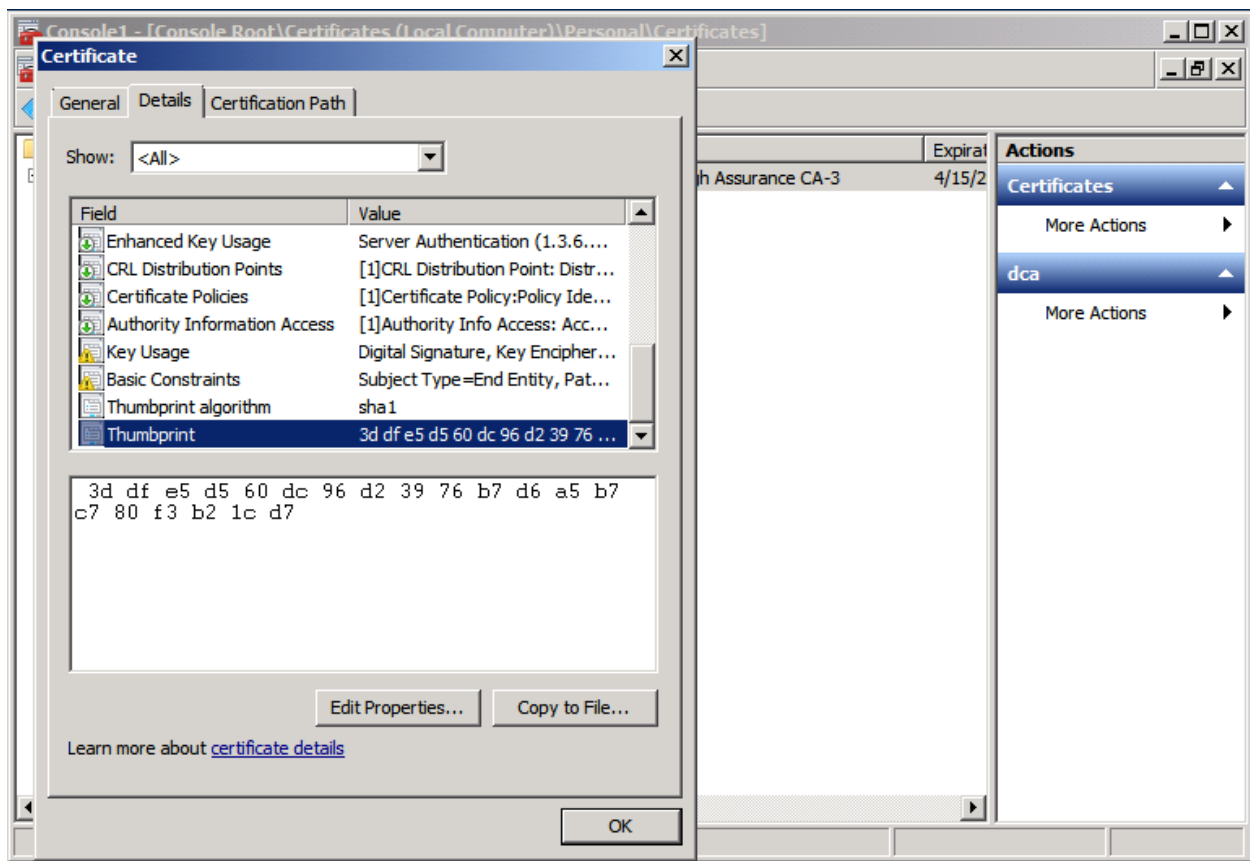 Console1 - [Console Root\Certificates (Local Computer)\Personal\Certificates]
Certificate
General Details Certification Path
Show: <All>
Field Value
Enhanced Key Usage Server Authentication (1.3.6....
CRL Distribution Points [1]CRL Distribution Point: Distr...
Certificate Policies [1]Certificate Policy:Policy Ide...
Authority Information Access [1]Authority Info Access: Acc...
Key Usage Digital Signature, Key Encipher...
Basic Constraints Subject Type=End Entity, Pat...
Thumbprint algorithm sha1
Thumbprint 3d df e5 d5 60 dc 96 d2 39 76 ...
3d df e5 d5 60 dc 96 d2 39 76 b7 d6 a5 b7
c7 80 f3 b2 1c d7
Edit Properties... Copy to File...
Learn more about certificate details
OK
Expirat
h Assurance CA-3 4/15/2
Actions
Certificates
More Actions
dca
More Actions